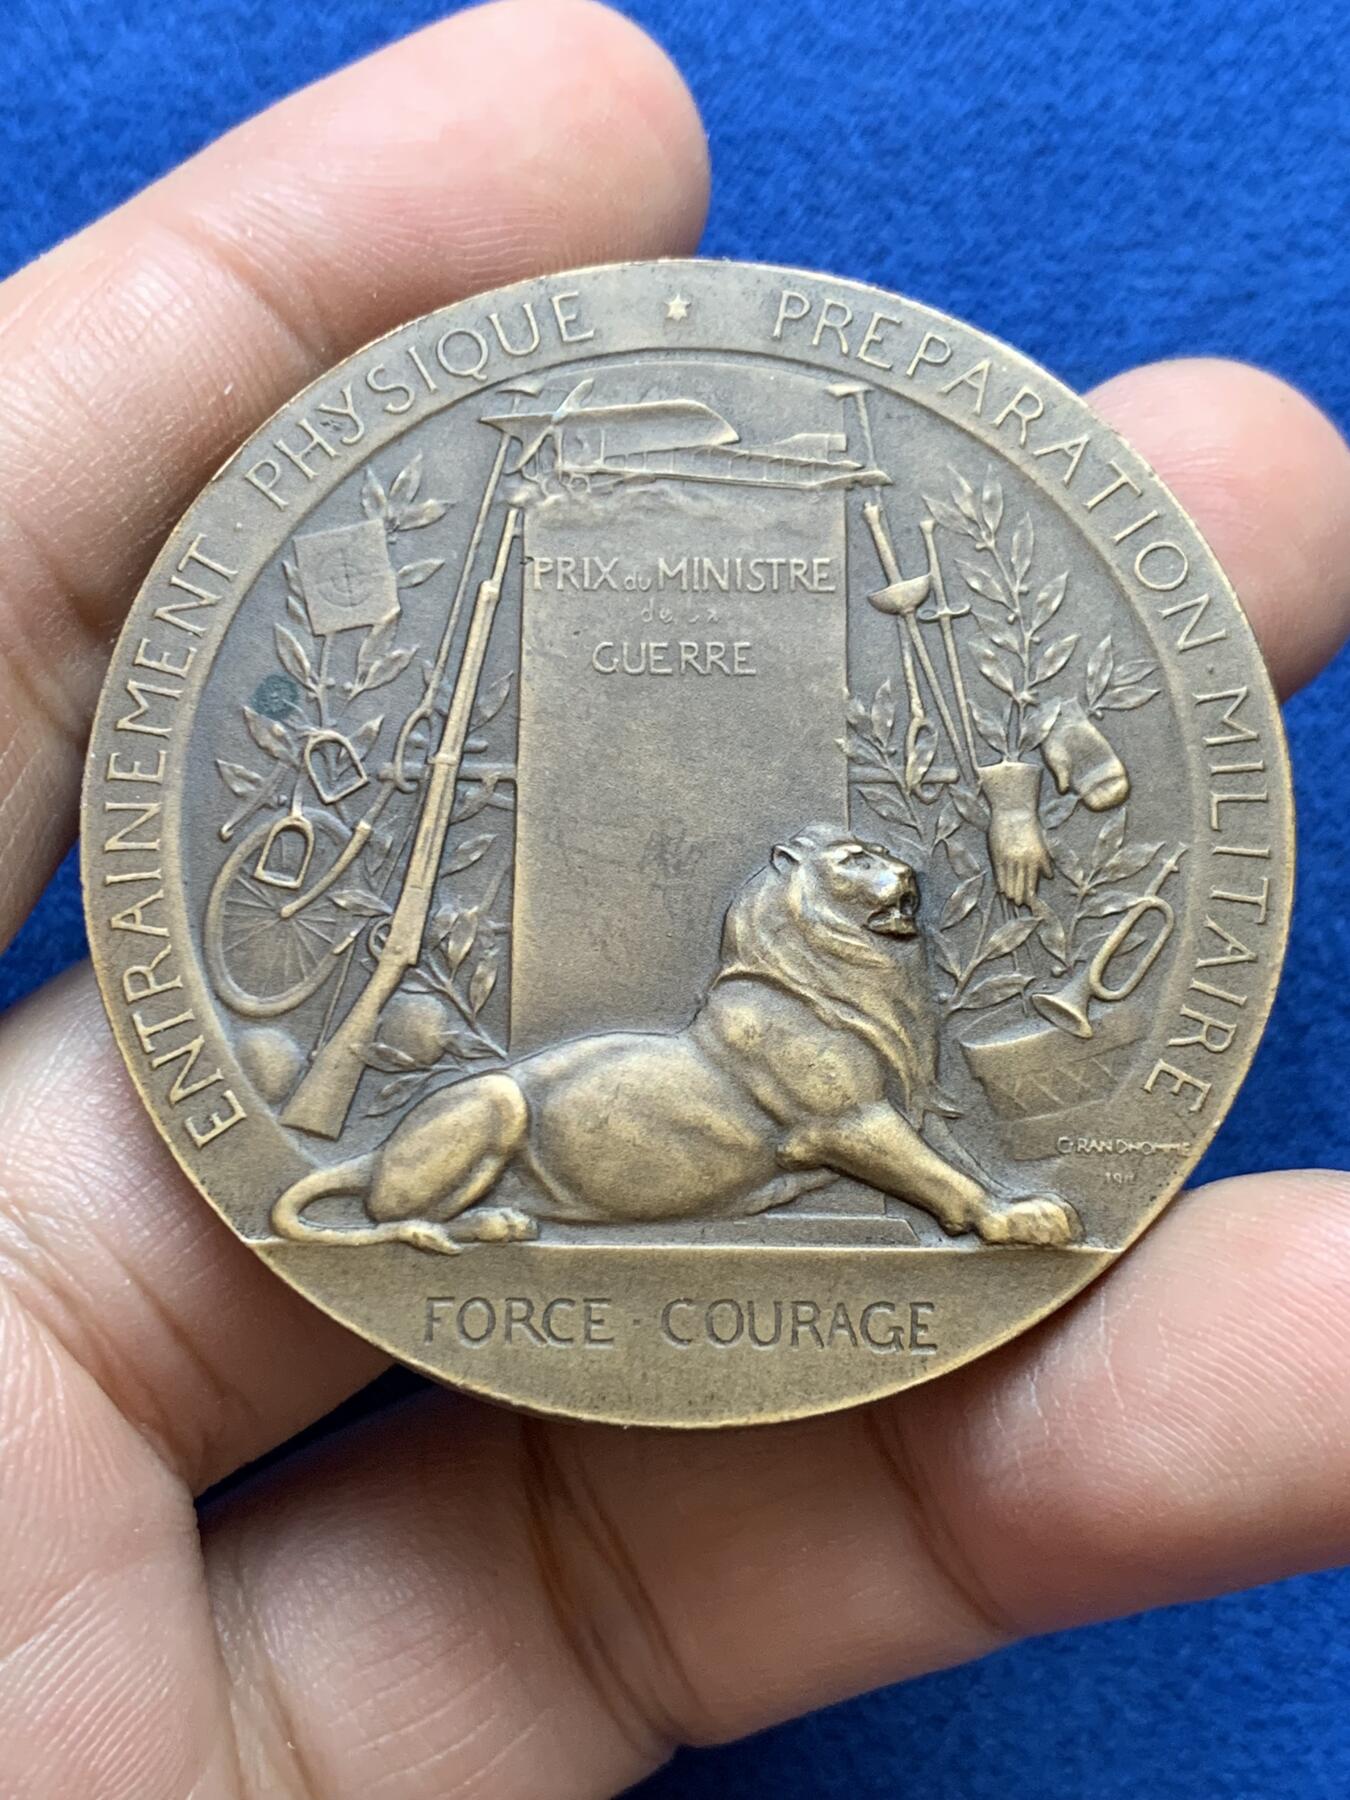 ENTRAINEMENT · PHYSIQUE ★ PREPARATION · MILITAIRE
PRIX du MINISTRE
de la
GUERRE
GRANDHOMME
FORCE · COURAGE